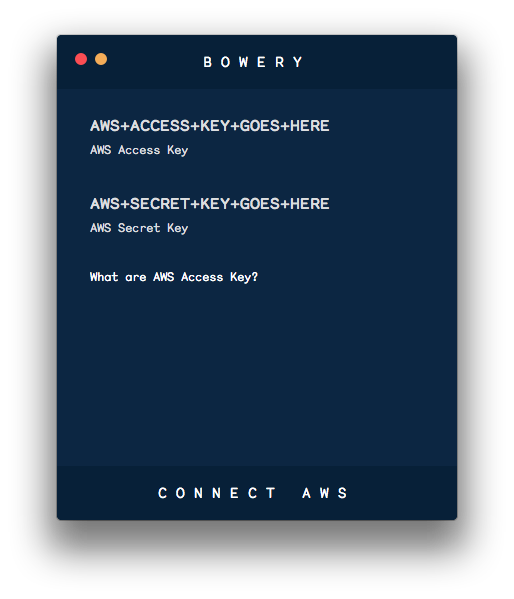 BOWERY
AWS+ACCESS+KEY+GOES+HERE
AWS Access Key
AWS+SECRET+KEY+GOES+HERE
AWS Secret Key
What are AWS Access Key?
CONNECT AWS